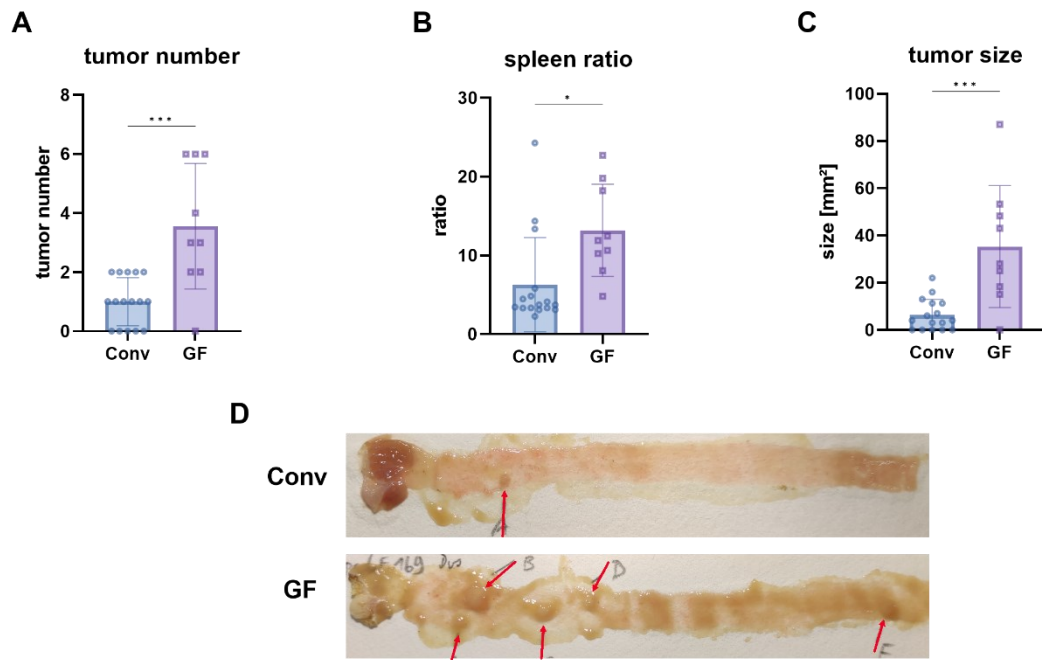 A
tumor number
tumor number
8
6
4
2
0
***
Conv
GF
B
spleen ratio
ratio
30
20
10
0
*
Conv
GF
C
tumor size
size [mm²]
100
80
60
40
20
0
***
Conv
GF
D
Conv
GF
169
B
D
E